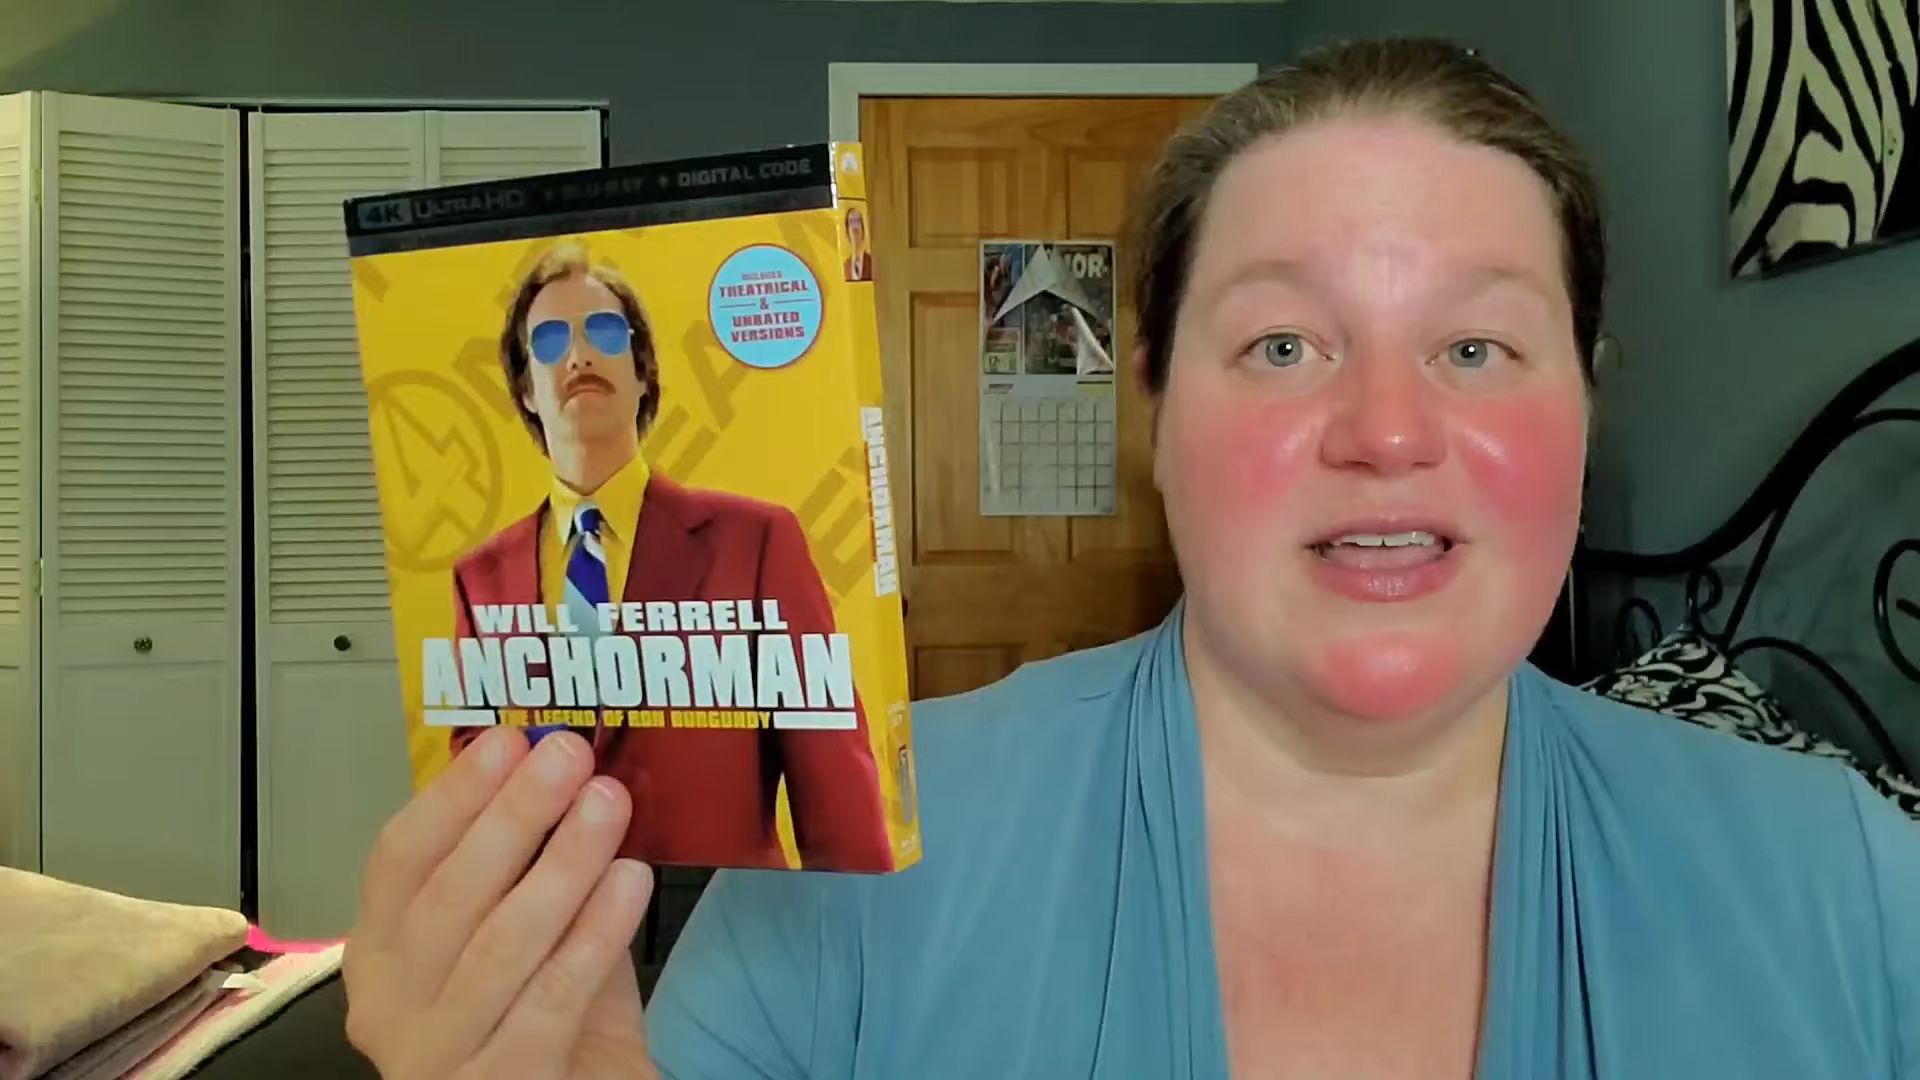 4K ULTRA HD + BLU-RAY + DIGITAL CODE
INCLUDES
THEATRICAL
&
UNRATED
VERSIONS
4
WILL FERRELL
ANCHORMAN
THE LEGEND OF RON BURGUNDY
ANCHORMAN